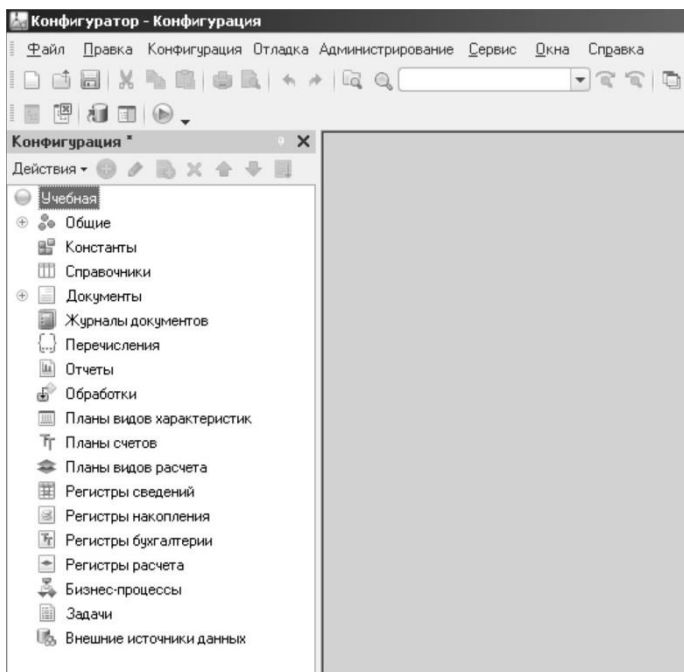 Конфигуратор - Конфигурация
Файл Правка Конфигурация Отладка Администрирование Сервис Окна Справка
Конфигурация *
Действия
Учебная
Общие
Константы
Справочники
Документы
Журналы документов
Перечисления
Отчеты
Обработки
Планы видов характеристик
Планы счетов
Планы видов расчета
Регистры сведений
Регистры накопления
Регистры бухгалтерии
Регистры расчета
Бизнес-процессы
Задачи
Внешние источники данных